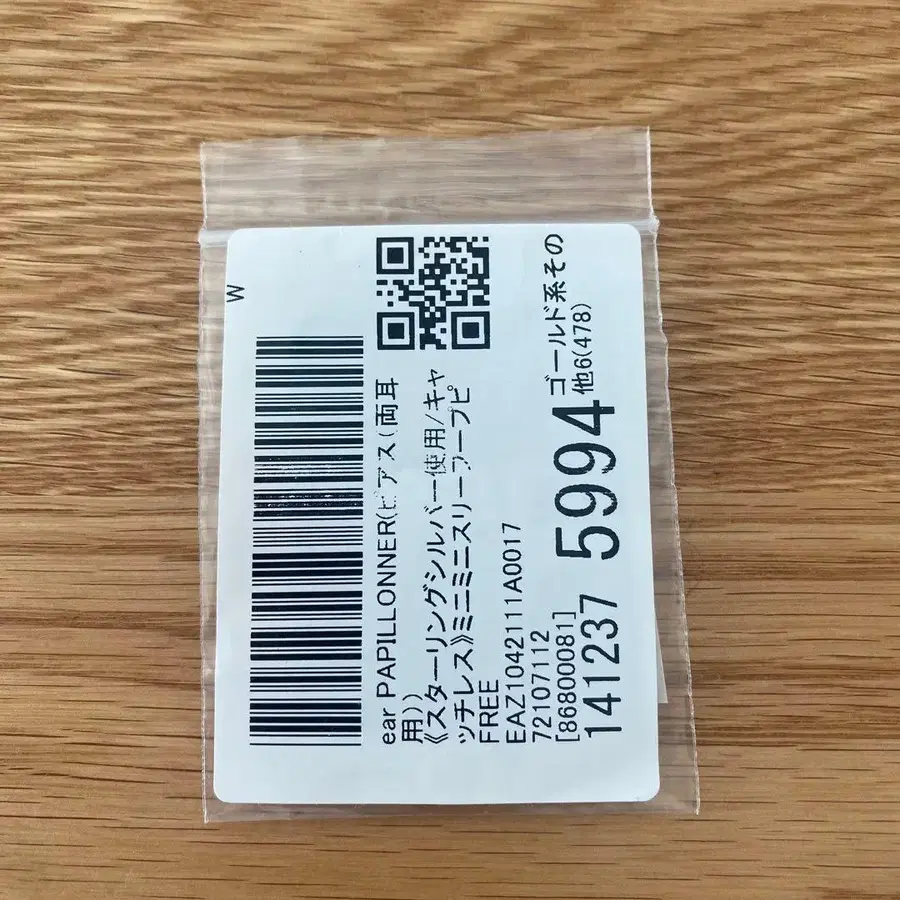 W
ear PAPILLONNER(ピアス(両耳
用))
《スターリングシルバー使用/キャ
ッチレス》ミニミニスリーフープピ
FREE
EAZ1042111A0017
72107112
[868000081]
141237 5994
ゴールド系その
他6(478)